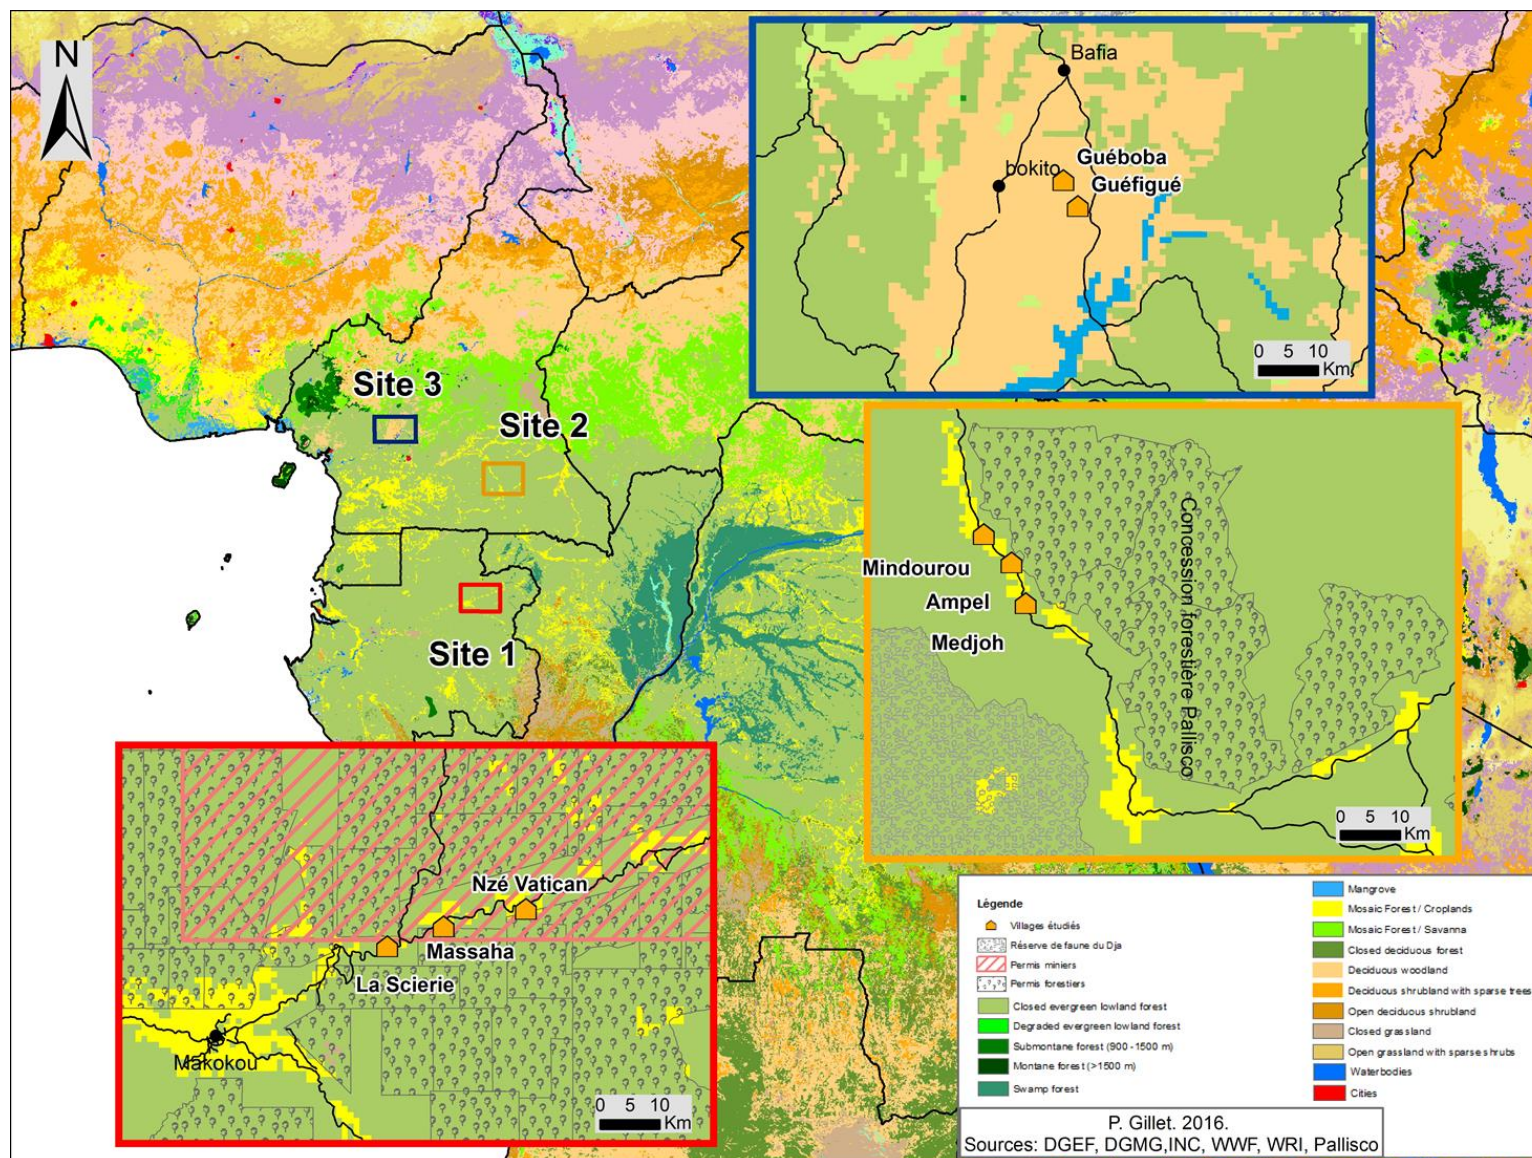 N
Bafia
bokito
Guéboba
Guéfigué
0 5 10
Km
Site 3
Site 2
Site 1
Mindourou
Ampel
Medjoh
Concession forestière Pallisco
0 5 10
Km
Nzé Vatican
Massaha
La Scierie
Makokou
0 5 10
Km
Légende
Villages étudiés
Réserve de faune du Dja
Permis miniers
Permis forestiers
Closed evergreen lowland forest
Degraded evergreen lowland forest
Submontane forest (900 -1500 m)
Montane forest (>1500 m)
Swamp forest
Mangrove
Mosaic Forest / Croplands
Mosaic Forest / Savanna
Closed deciduous forest
Deciduous woodland
Deciduous shrubland with sparse trees
Open deciduous shrubland
Closed grassland
Open grassland with sparse shrubs
Waterbodies
Cities
P. Gillet. 2016.
Sources: DGEF, DGMG,INC, WWF, WRI, Pallisco